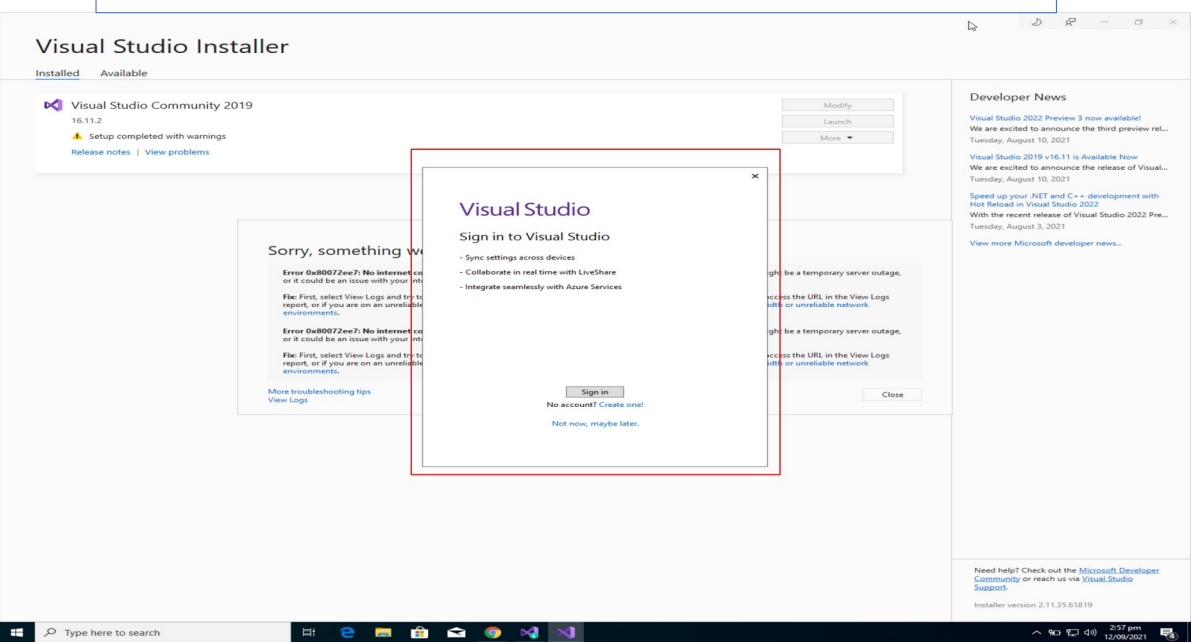 Visual Studio Installer
Installed Available
Visual Studio Community 2019
16.11.2
Setup completed with warnings
Release notes | View problems
Modify
Launch
More
Developer News
Visual Studio 2022 Preview 3 now available!
We are excited to announce the third preview rel...
Tuesday, August 10, 2021
Visual Studio 2019 v16.11 is Available Now
We are excited to announce the release of Visual...
Tuesday, August 10, 2021
Speed up your .NET and C++ development with
Hot Reload in Visual Studio 2022
With the recent release of Visual Studio 2022 Pre...
Tuesday, August 3, 2021
View more Microsoft developer news...
Sorry, something we
Error 0x80072ee7: No internet co
or it could be an issue with your int
Fix: First, select View Logs and try to
report, or if you are on an unreliable
environments.
Error 0x80072ee7: No internet co
or it could be an issue with your int
Fix: First, select View Logs and try to
report, or if you are on an unreliable
environments.
More troubleshooting tips
View Logs
Visual Studio
Sign in to Visual Studio
- Sync settings across devices
- Collaborate in real time with LiveShare
- Integrate seamlessly with Azure Services
Sign in
No account? Create one!
Not now, maybe later.
ght be a temporary server outage,
access the URL in the View Logs
idth or unreliable network
ght be a temporary server outage,
access the URL in the View Logs
idth or unreliable network
Close
Need help? Check out the Microsoft Developer
Community or reach us via Visual Studio
Support.
Installer version 2.11.35.61819
Type here to search
2:57 pm
12/09/2021
4